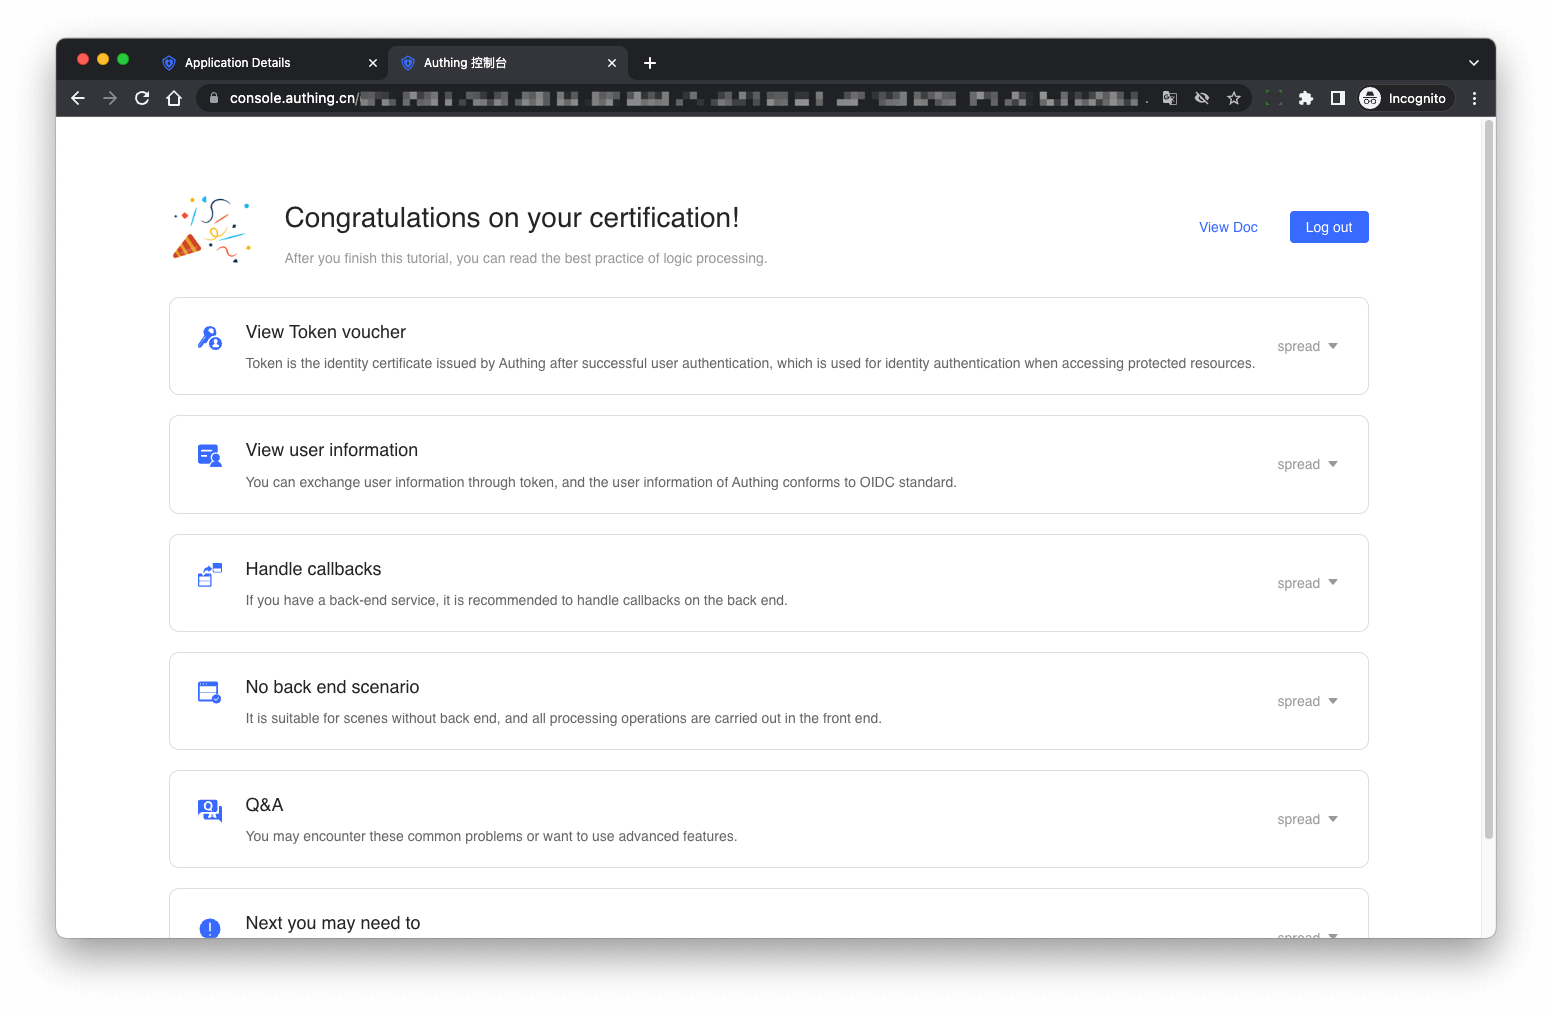 Application Details
Authing 控制台
console.authing.cn/
Incognito
Congratulations on your certification!
After you finish this tutorial, you can read the best practice of logic processing.
View Doc
Log out
View Token voucher
Token is the identity certificate issued by Authing after successful user authentication, which is used for identity authentication when accessing protected resources.
spread
View user information
You can exchange user information through token, and the user information of Authing conforms to OIDC standard.
spread
Handle callbacks
If you have a back-end service, it is recommended to handle callbacks on the back end.
spread
No back end scenario
It is suitable for scenes without back end, and all processing operations are carried out in the front end.
spread
Q&A
You may encounter these common problems or want to use advanced features.
spread
Next you may need to
spread